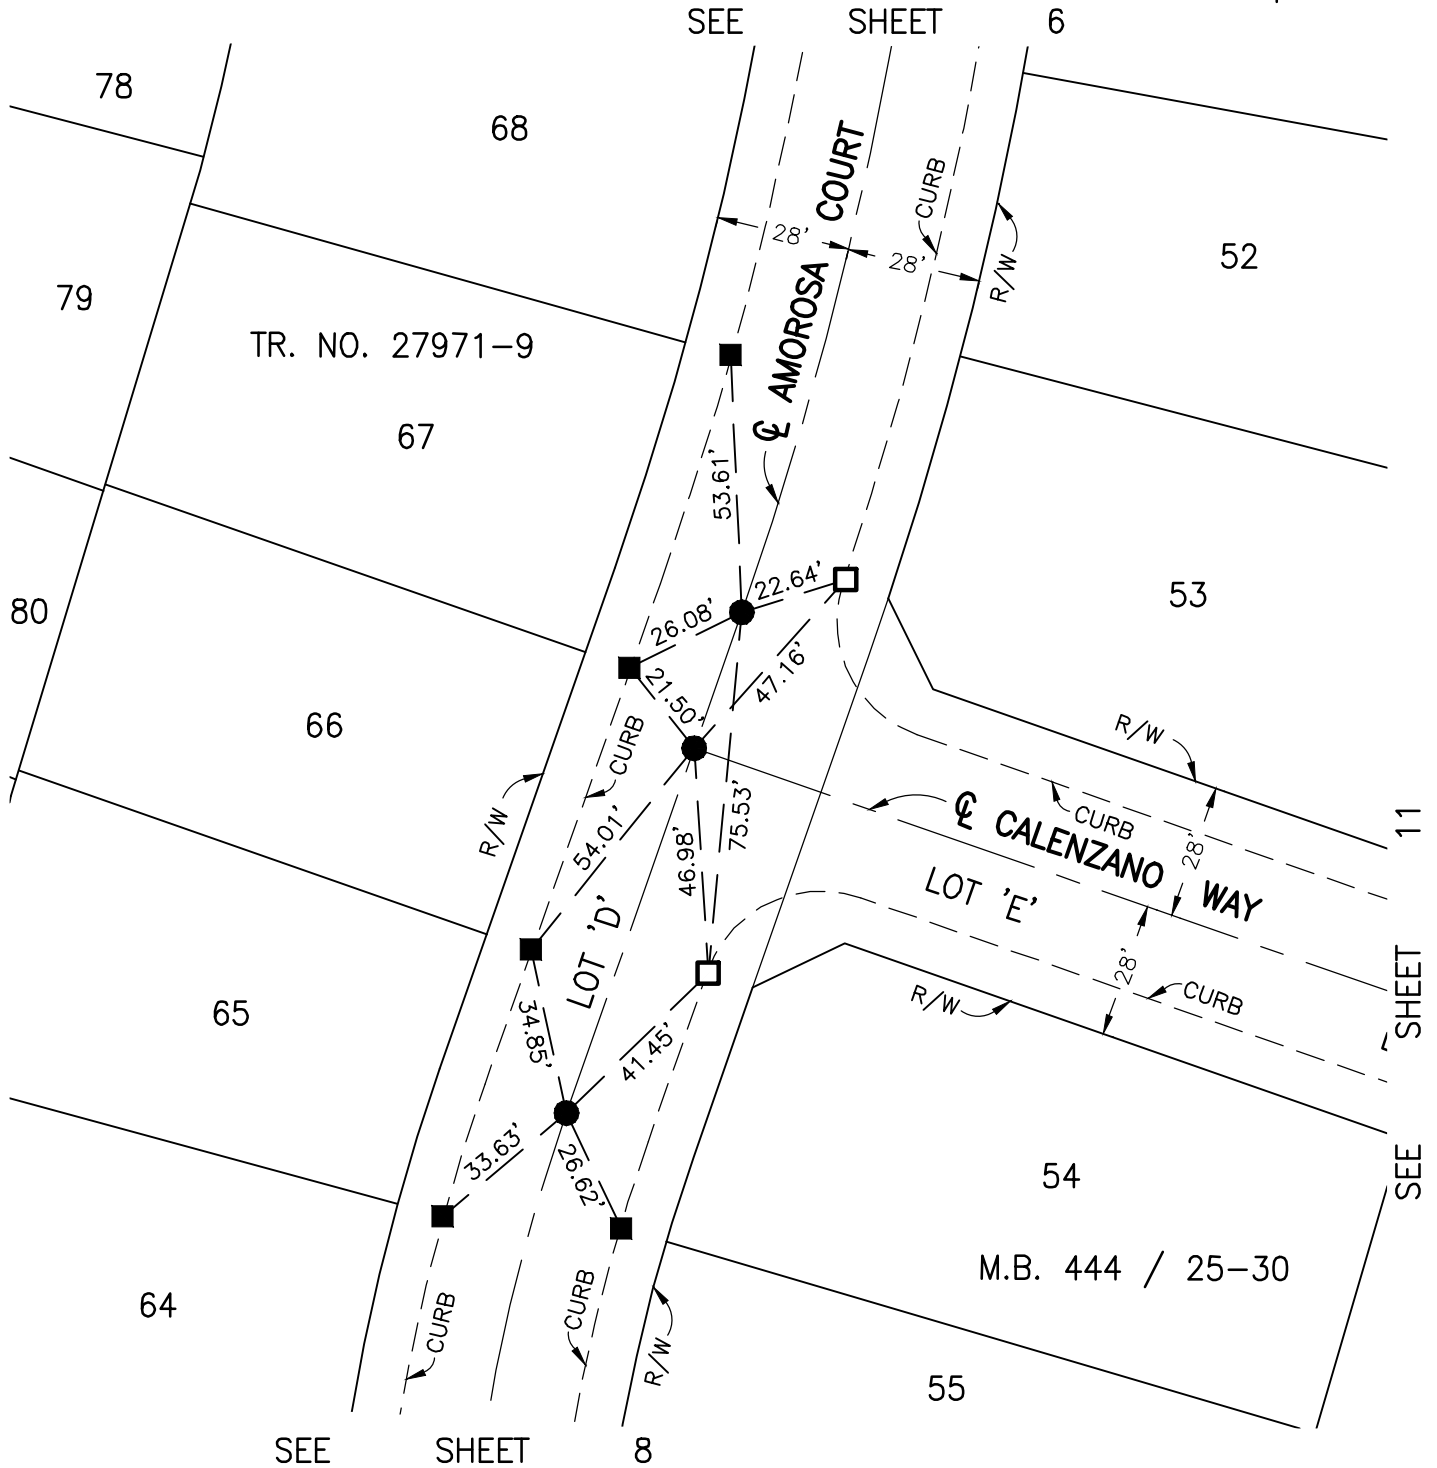 SEE SHEET 6
78
68
℄ AMOROSA COURT
CURB
28'
28'
R/W
52
79
TR. NO. 27971-9
67
53.61'
22.64'
53
80
26.08'
47.16'
21.50'
66
CURB
R/W
R/W
54.01'
46.98'
75.53'
℄ CALENZANO WAY
CURB
28'
LOT 'E'
LOT 'D'
28'
CURB
R/W
SEE SHEET 11
65
34.85'
41.45'
33.63'
26.62'
54
M.B. 444 / 25-30
64
CURB
CURB
R/W
55
SEE SHEET 8